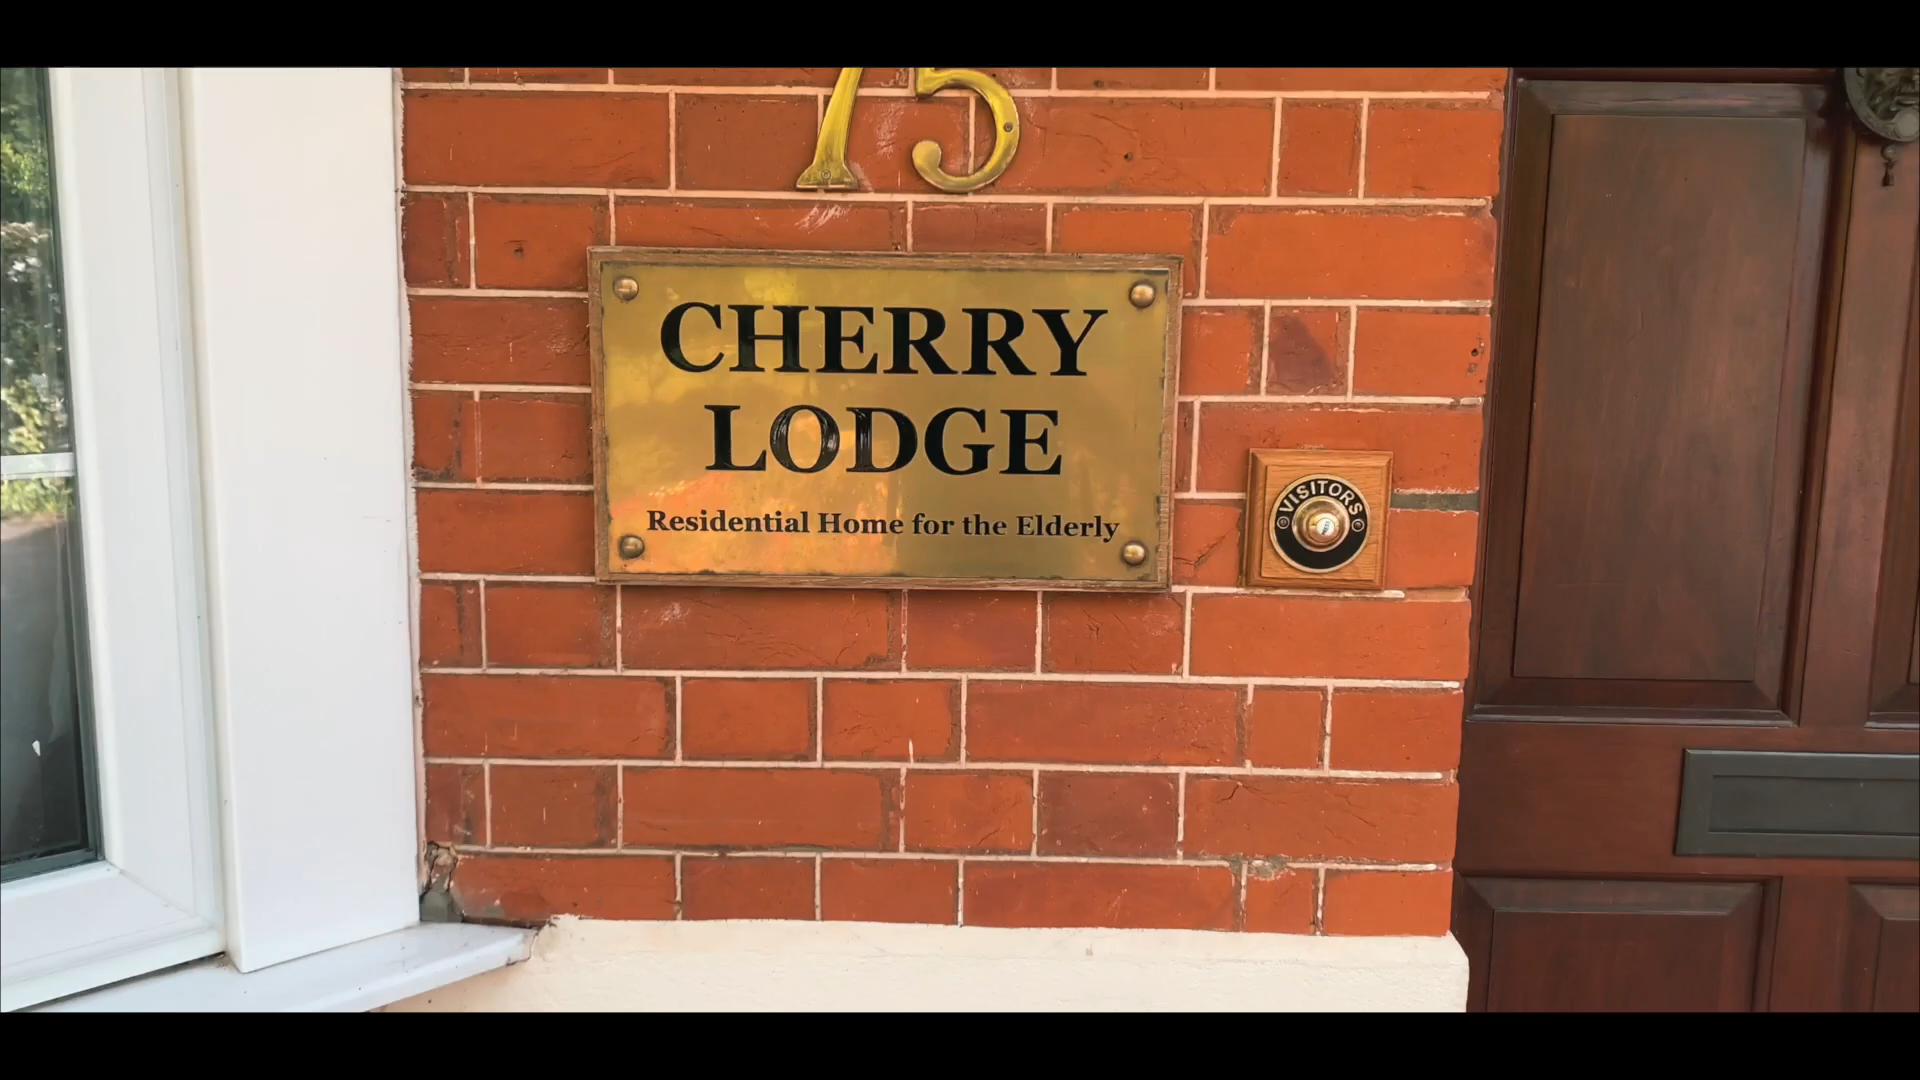 75
CHERRY
LODGE
Residential Home for the Elderly
VISITORS